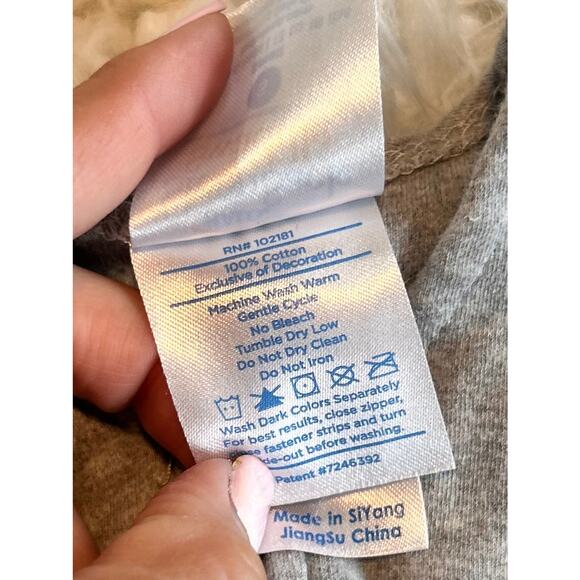 RN# 102181
100% Cotton
Exclusive of Decoration
Machine Wash Warm
Gentle Cycle
No Bleach
Tumble Dry Low
Do Not Dry Clean
Do Not Iron
Wash Dark Colors Separately
For best results, close zipper,
fastener strips and turn
de-out before washing.
Patent #7246392
Made in SiYang
JiangSu China